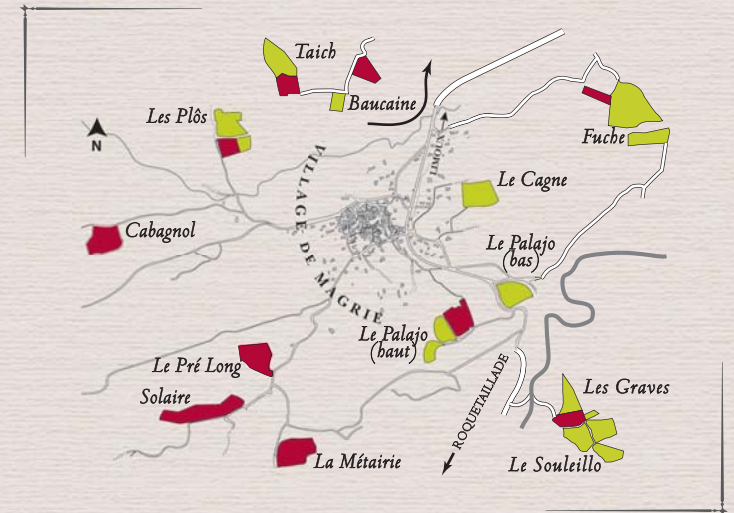 Taich
Baucaine
Les Plôs
N
Fuche
LIMOUX
VILLAGE DE MAGRIE
Le Cagne
Cabagnol
Le Palajo
(bas)
Le Palajo
(haut)
Le Pré Long
Solaire
ROQUETAILLADE
Les Graves
La Métairie
Le Souleillo